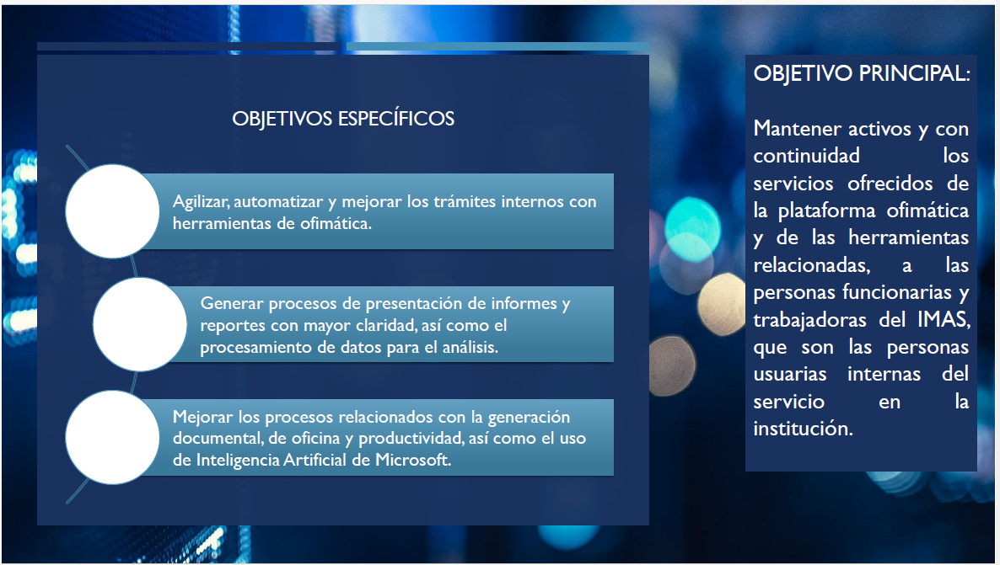 OBJETIVOS ESPECÍFICOS
Agilizar, automatizar y mejorar los trámites internos con
herramientas de ofimática.
Generar procesos de presentación de informes y
reportes con mayor claridad, así como el
procesamiento de datos para el análisis.
Mejorar los procesos relacionados con la generación
documental, de oficina y productividad, así como el uso
de Inteligencia Artificial de Microsoft.
OBJETIVO PRINCIPAL:
Mantener activos y con
continuidad los
servicios ofrecidos de
la plataforma ofimática
y de las herramientas
relacionadas, a las
personas funcionarias y
trabajadoras del IMAS,
que son las personas
usuarias internas del
servicio en la
institución.